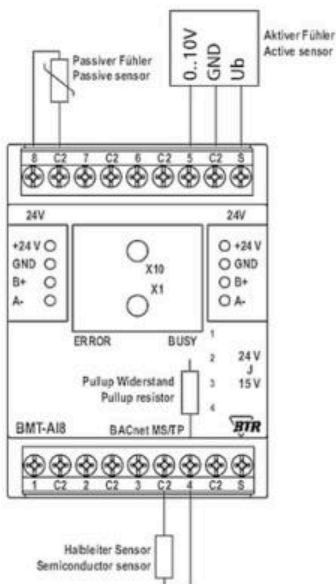 Passiver Fühler
Passive sensor
0..10V
GND
Ub
Aktiver Fühler
Active sensor
8 C2 7 C2 6 C2 5 C2 S
24V
24V
+24 V
GND
B+
A-
X10
X1
+24 V
GND
B+
A-
ERROR
BUSY
1
2
3
4
24 V
J
15 V
Pullup Widerstand
Pullup resistor
BMT-AI8
BACnet MS/TP
BTR
1 C2 2 C2 3 C2 4 C2 S
Halbleiter Sensor
Semiconductor sensor